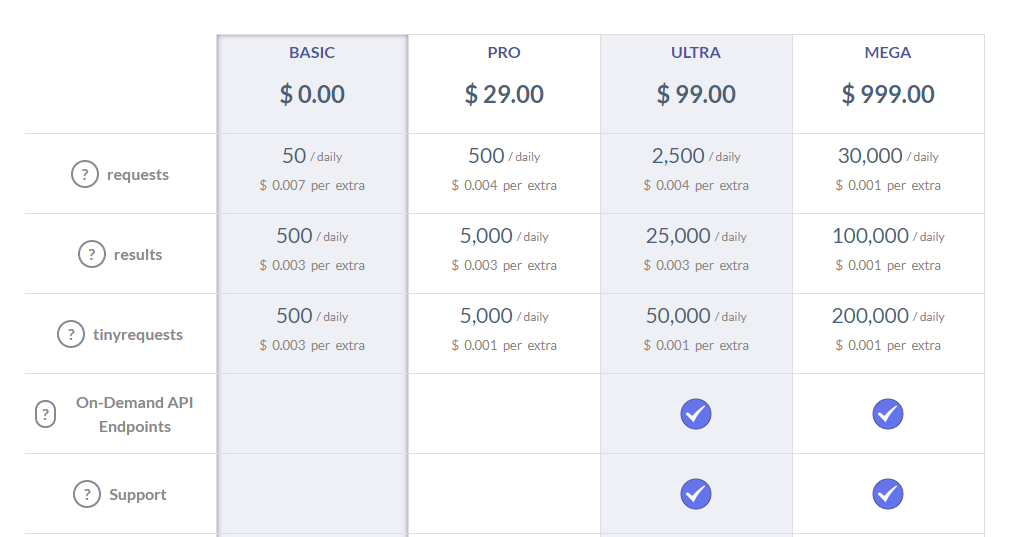 BASIC PRO ULTRA MEGA
$ 0.00 $ 29.00 $ 99.00 $ 999.00
50 / daily 500 / daily 2,500 / daily 30,000 / daily
? requests
$ 0.007 per extra $ 0.004 per extra $ 0.004 per extra $ 0.001 per extra
500 / daily 5,000 / daily 25,000 / daily 100,000 / daily
? results
$ 0.003 per extra $ 0.003 per extra $ 0.003 per extra $ 0.001 per extra
500 / daily 5,000 / daily 50,000 / daily 200,000 / daily
? tinyrequests
$ 0.003 per extra $ 0.001 per extra $ 0.001 per extra $ 0.001 per extra
? On-Demand API
Endpoints
? Support